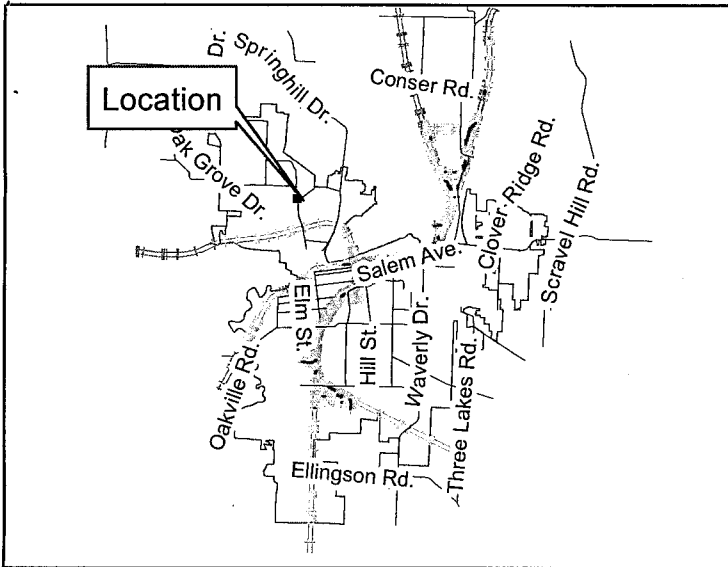 Dr.
Springhill Dr.
Conser Rd.
Location
Oak Grove Dr.
Clover Ridge Rd.
Scravel Hill Rd.
Salem Ave.
Elm St.
Hill St.
Waverly Dr.
Oakville Rd.
Three Lakes Rd.
Ellingson Rd.